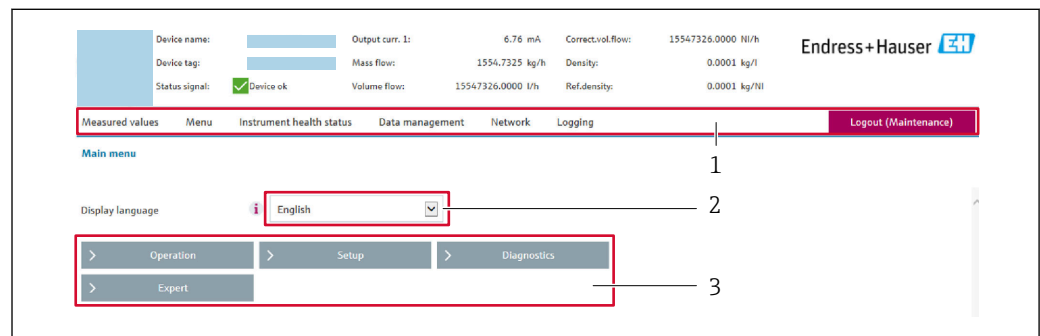 Device name: Output curr. 1: 6.76 mA Correct.vol.flow: 15547326.0000 Nl/h
Endress+Hauser EH
Device tag: Mass flow: 1554.7325 kg/h Density: 0.0001 kg/l
Status signal: Device ok Volume flow: 15547326.0000 l/h Ref.density: 0.0001 kg/Nl
Measured values Menu Instrument health status Data management Network Logging Logout (Maintenance)
1
Main menu
Display language i English 2
> Operation > Setup > Diagnostics
> Expert 3